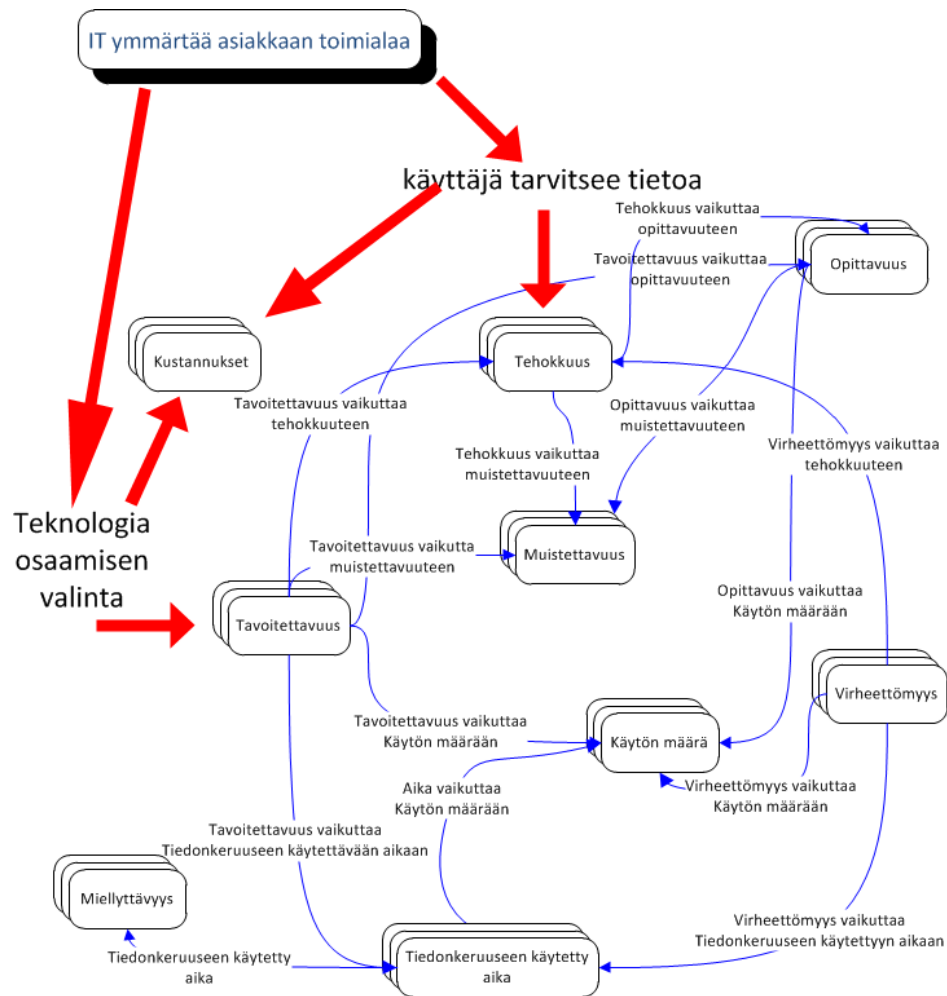 IT ymmärtää asiakkaan toimialaa
käyttäjä tarvitsee tietoa
Tehokkuus vaikuttaa
opittavuuteen
Tavoitettavuus vaikuttaa
opittavuuteen
Opittavuus
Kustannukset
Tehokkuus
Tavoitettavuus vaikuttaa
tehokkuuteen
Opittavuus vaikuttaa
muistettavuuteen
Virheettömyys vaikuttaa
tehokkuuteen
Tehokkuus vaikuttaa
muistettavuuteen
Teknologia
osaamisen
valinta
Tavoitettavuus vaikutta
muistettavuuteen
Muistettavuus
Opittavuus vaikuttaa
Käytön määrään
Tavoitettavuus
Virheettömyys
Tavoitettavuus vaikuttaa
Käytön määrään
Käytön määrä
Aika vaikuttaa
Käytön määrään
Virheettömyys vaikuttaa
Käytön määrään
Tavoitettavuus vaikuttaa
Tiedonkeruuseen käytettävään aikaan
Miellyttävyys
Tiedonkeruuseen käytetty
aika
Tiedonkeruuseen käytetty
aika
Virheettömyys vaikuttaa
Tiedonkeruuseen käytettyyn aikaan